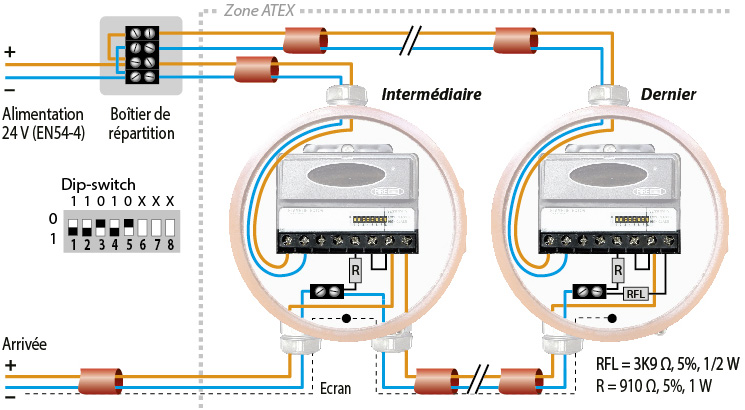 Zone ATEX
+
–
Alimentation
24 V (EN54-4)
Boîtier de
répartition
Intermédiaire
Dernier
Dip-switch
1 1 0 1 0 X X X
0
1
1 2 3 4 5 6 7 8
R
R
RFL
Arrivée
+
–
Ecran
RFL = 3K9 Ω, 5%, 1/2 W
R = 910 Ω, 5%, 1 W